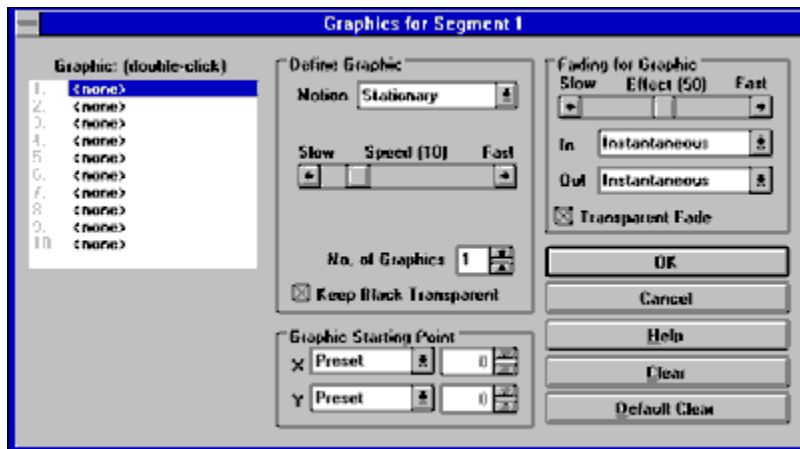 Graphics for Segment 1
Graphic: (double-click)
1. <none>
2. <none>
3. <none>
4. <none>
5. <none>
6. <none>
7. <none>
8. <none>
9. <none>
10. <none>
Define Graphic
Motion Stationary
Slow Speed (10) Fast
No. of Graphics 1
Keep Black Transparent
Graphic Starting Point
X Preset 0
Y Preset 0
Fading for Graphic
Slow Effect (50) Fast
In Instantaneous
Out Instantaneous
Transparent Fade
OK
Cancel
Help
Clear
Default Clear